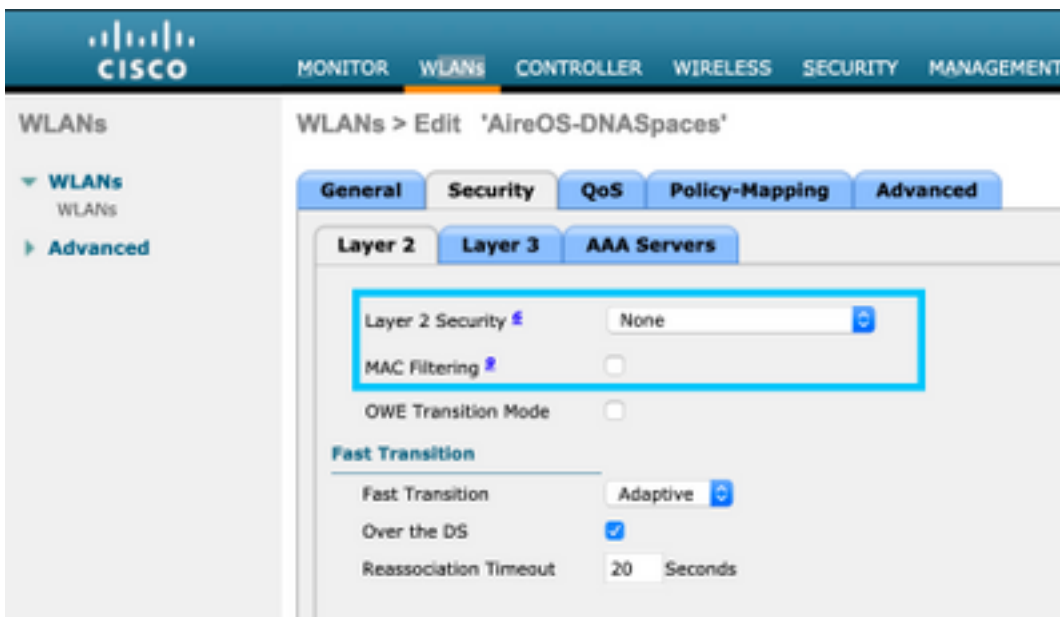 CISCO
MONITOR WLANs CONTROLLER WIRELESS SECURITY MANAGEMENT
WLANs
WLANs > Edit 'AireOS-DNASpaces'
WLANs
WLANs
Advanced
General Security QoS Policy-Mapping Advanced
Layer 2 Layer 3 AAA Servers
Layer 2 Security None
MAC Filtering
OWE Transition Mode
Fast Transition
Fast Transition Adaptive
Over the DS
Reassociation Timeout 20 Seconds